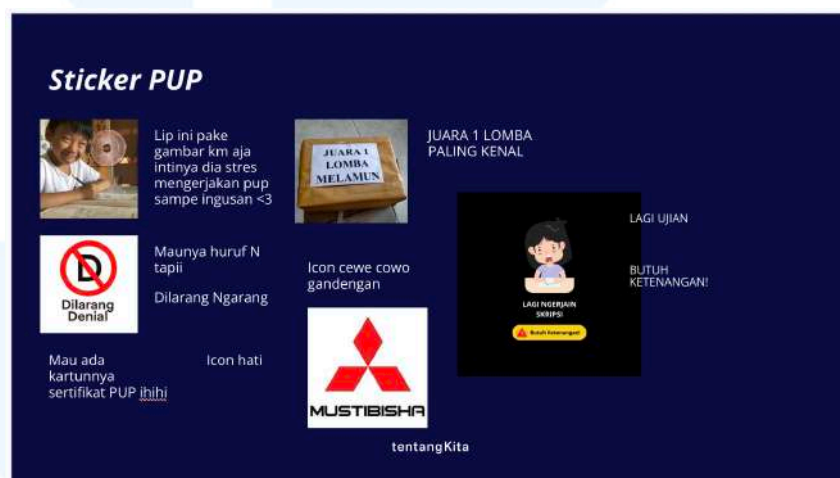 Sticker PUP
Lip ini pake
gambar km aja
intinya dia stres
mengerjakan pup
sampe ingusan <3
JUARA 1
LOMBA
MELAMUN
JUARA 1 LOMBA
PALING KENAL
D
Dilarang
Denial
Maunya huruf N
tapii
Dilarang Ngarang
Icon cewe cowo
gandengan
LAGI NGERJAIN
SKRIPSI
Butuh Ketenangan!
LAGI UJIAN
BUTUH
KETENANGAN!
Mau ada
kartunnya
sertifikat PUP ihihi
Icon hati
MUSTIBISHA
tentangKita